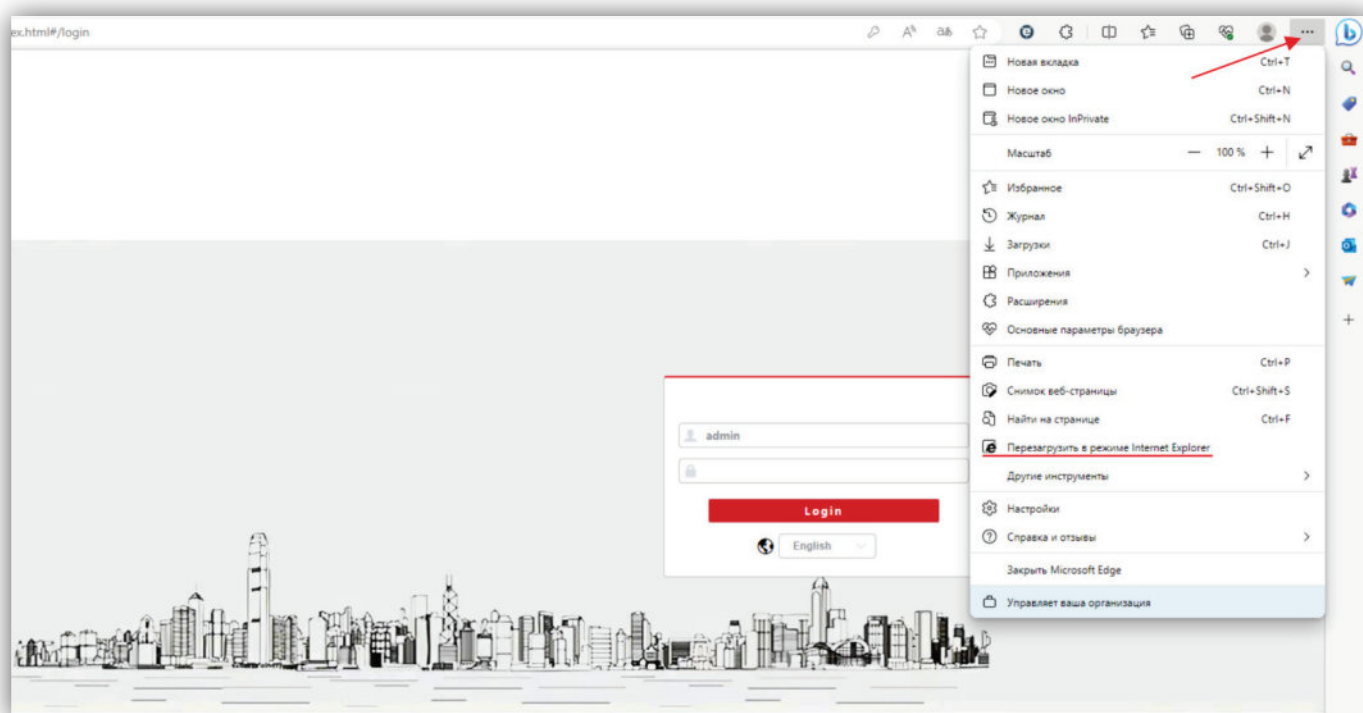 ex.html#/login
Новая вкладка Ctrl+T
Новое окно Ctrl+N
Новое окно InPrivate Ctrl+Shift+N
Масштаб — 100 % +
Избранное Ctrl+Shift+O
Журнал Ctrl+H
Загрузки Ctrl+J
Приложения
Расширения
Основные параметры браузера
Печать Ctrl+P
Снимок веб-страницы Ctrl+Shift+S
Найти на странице Ctrl+F
Перезагрузить в режиме Internet Explorer
Другие инструменты
Настройки
Справка и отзывы
Закрыть Microsoft Edge
Управляет ваша организация
admin
Login
English